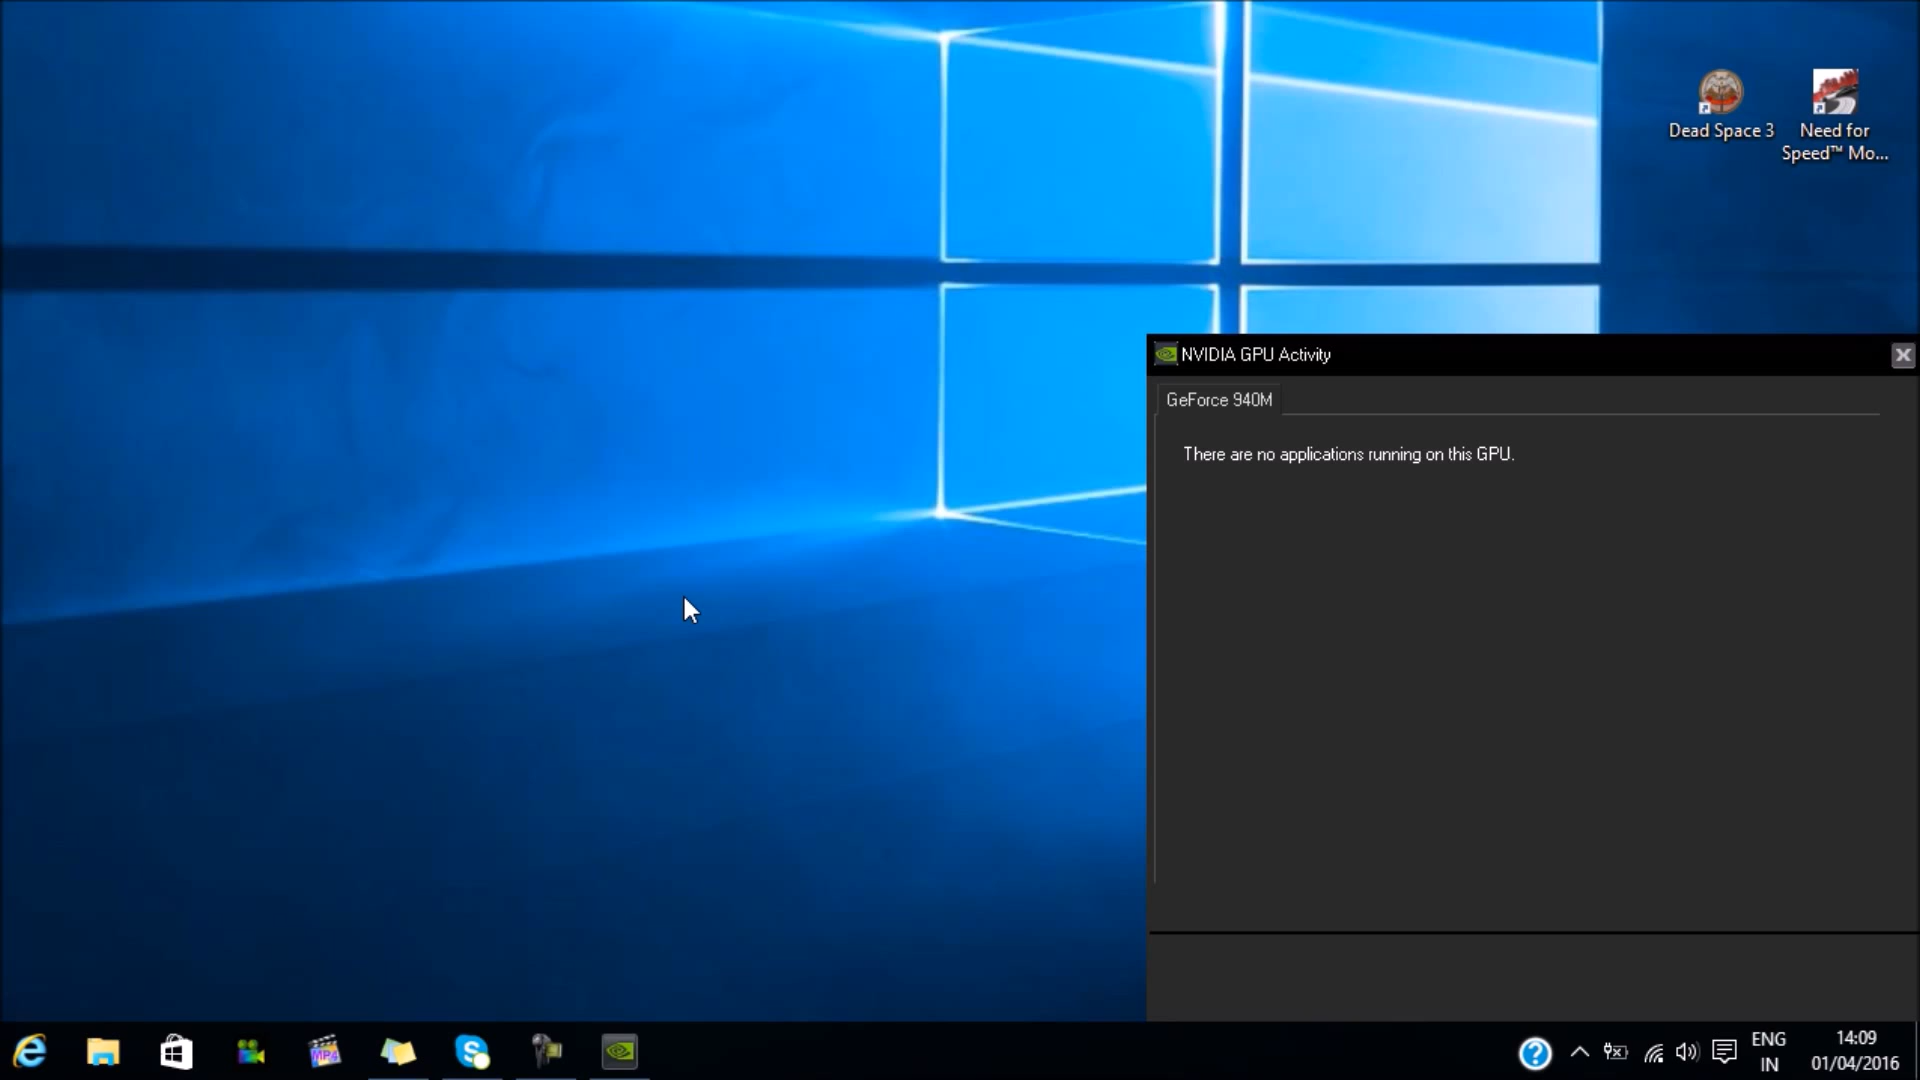 Dead Space 3
Need for
Speed™ Mo...
NVIDIA GPU Activity
GeForce 940M
There are no applications running on this GPU.
MP4
ENG
IN
14:09
01/04/2016